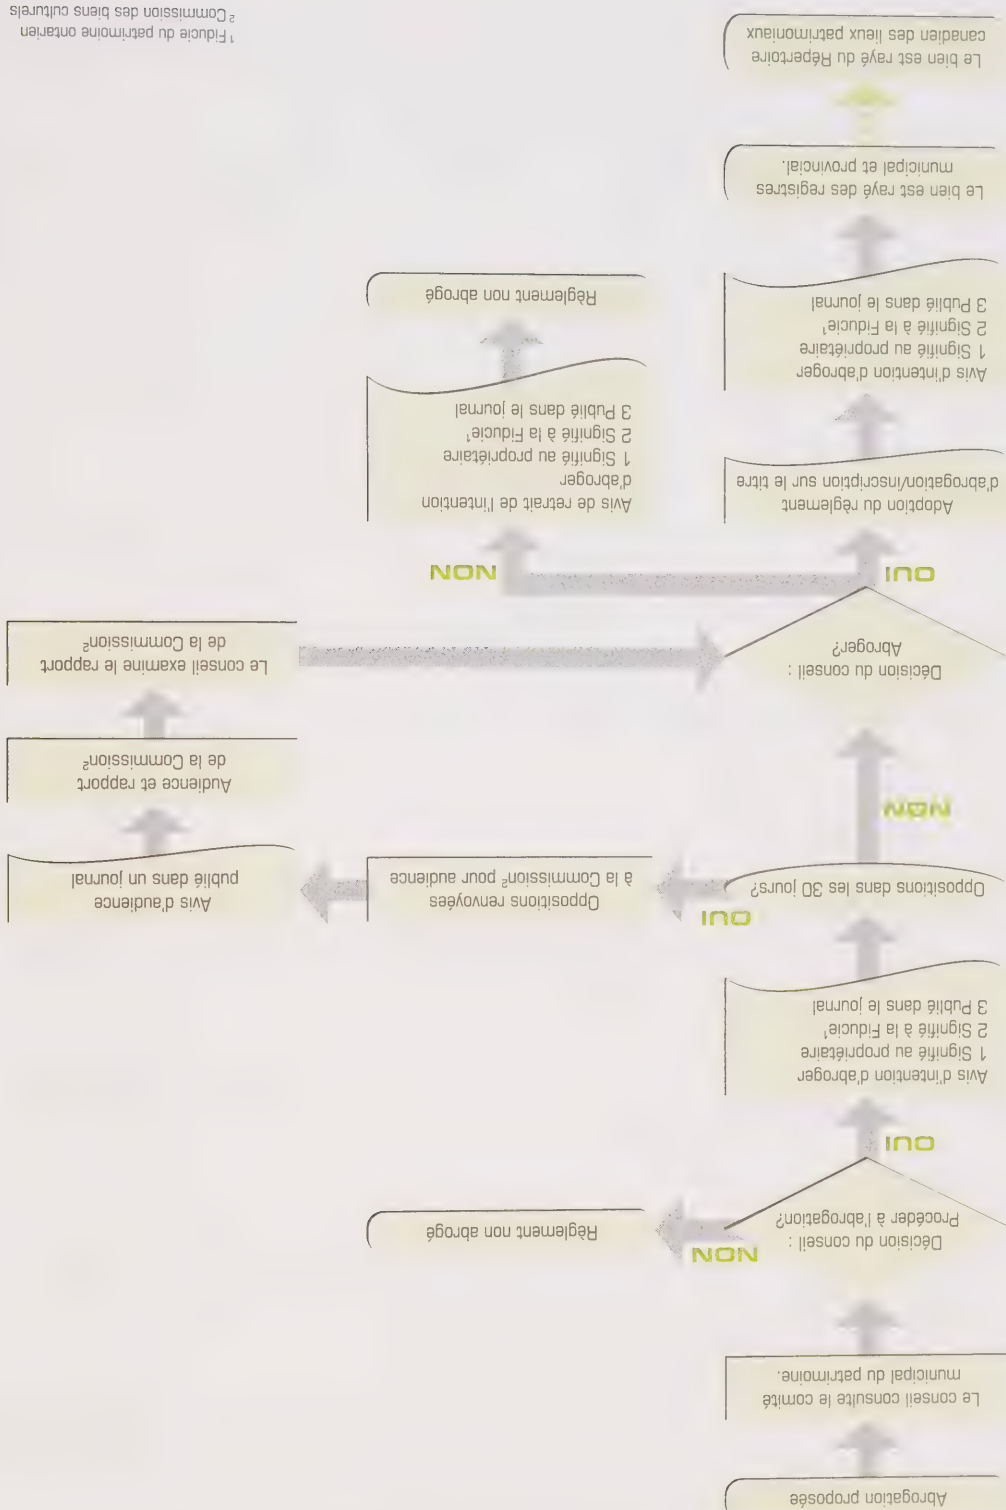 Abrogation proposée
Le conseil consulte le comité
municipal du patrimoine.
Décision du conseil :
Procéder à l'abrogation?
NON
Règlement non abrogé
OUI
Avis d'intention d'abroger
1 Signifié au propriétaire
2 Signifié à la Fiducie¹
3 Publié dans le journal
Oppositions dans les 30 jours?
OUI
Oppositions renvoyées
à la Commission² pour audience
Avis d'audience
publié dans un journal
Audience et rapport
de la Commission²
Le conseil examine le rapport
de la Commission²
NON
Décision du conseil :
Abroger?
OUI
NON
Adoption du règlement
d'abrogation/inscription sur le titre
Avis de retrait de l'intention
d'abroger
1 Signifié au propriétaire
2 Signifié à la Fiducie¹
3 Publié dans le journal
Règlement non abrogé
Avis d'intention d'abroger
1 Signifié au propriétaire
2 Signifié à la Fiducie¹
3 Publié dans le journal
Le bien est rayé des registres
municipal et provincial.
Le bien est rayé du Répertoire
canadien des lieux patrimoniaux
¹ Fiducie du patrimoine ontarien
² Commission des biens culturels